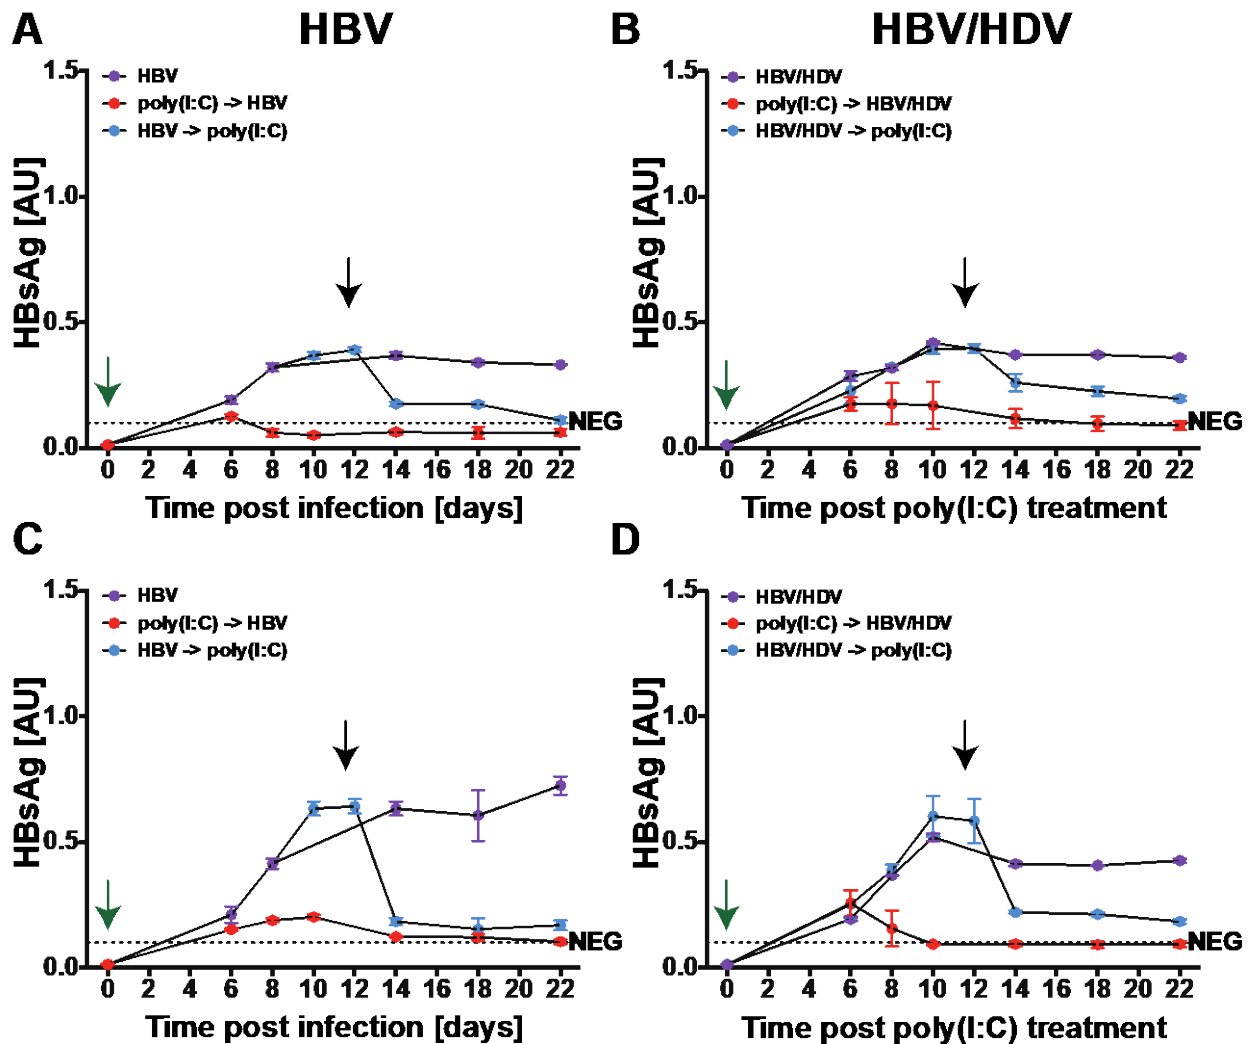 A
HBV
HBsAg [AU]
1.5
1.0
0.5
0.0
HBV
poly(I:C) -> HBV
HBV -> poly(I:C)
NEG
0 2 4 6 8 10 12 14 16 18 20 22
Time post infection [days]
B
HBV/HDV
HBsAg [AU]
1.5
1.0
0.5
0.0
HBV/HDV
poly(I:C) -> HBV/HDV
HBV/HDV -> poly(I:C)
NEG
0 2 4 6 8 10 12 14 16 18 20 22
Time post poly(I:C) treatment
C
HBsAg [AU]
1.5
1.0
0.5
0.0
HBV
poly(I:C) -> HBV
HBV -> poly(I:C)
NEG
0 2 4 6 8 10 12 14 16 18 20 22
Time post infection [days]
D
HBsAg [AU]
1.5
1.0
0.5
0.0
HBV/HDV
poly(I:C) -> HBV/HDV
HBV/HDV -> poly(I:C)
NEG
0 2 4 6 8 10 12 14 16 18 20 22
Time post poly(I:C) treatment